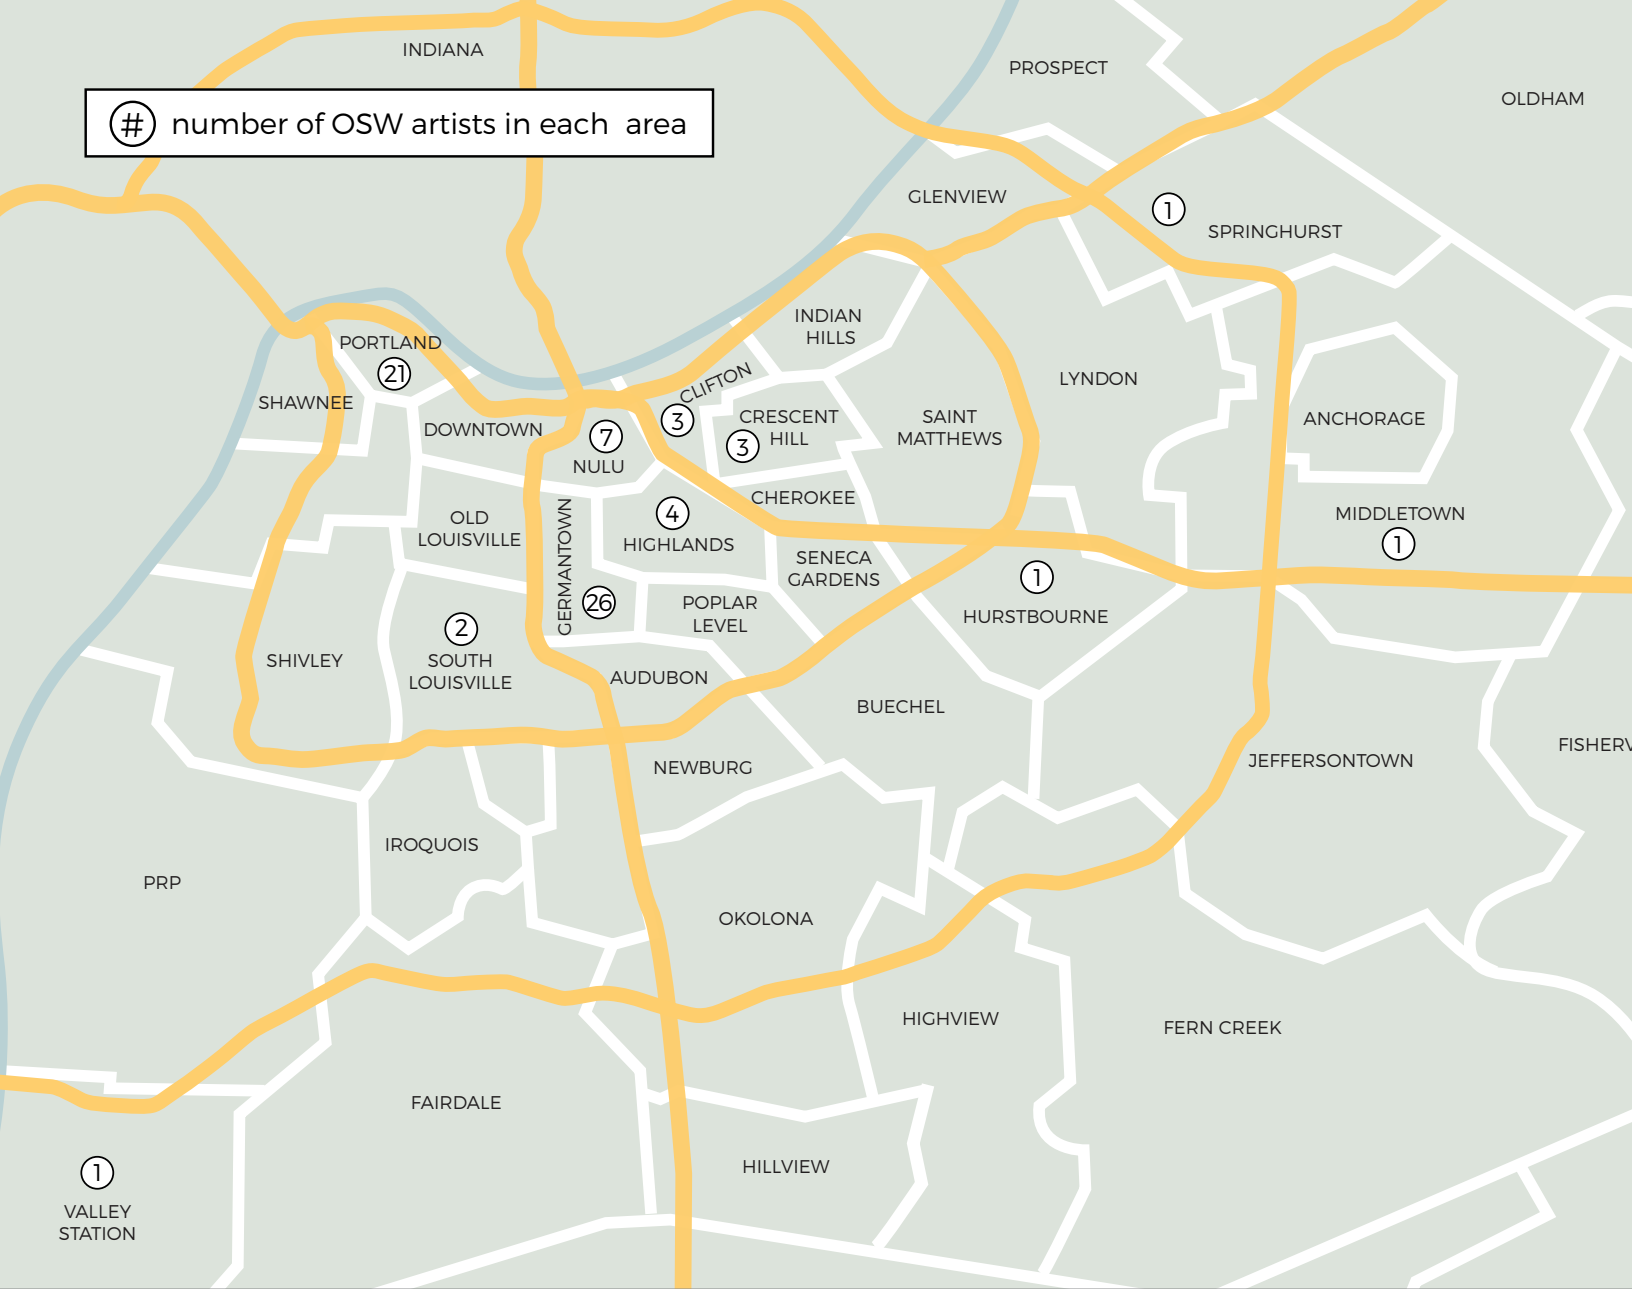 INDIANA
PROSPECT
OLDHAM
# number of OSW artists in each area
GLENVIEW
1
SPRINGHURST
INDIAN
HILLS
PORTLAND
21
CLIFTON
3
LYNDON
SHAWNEE
DOWNTOWN
7
NULU
CRESCENT
HILL
3
SAINT
MATTHEWS
ANCHORAGE
CHEROKEE
MIDDLETOWN
1
OLD
LOUISVILLE
GERMANTOWN
26
4
HIGHLANDS
SENECA
GARDENS
1
HURSTBOURNE
POPLAR
LEVEL
2
SOUTH
LOUISVILLE
SHIVLEY
AUDUBON
BUECHEL
JEFFERSONTOWN
FISHERV
NEWBURG
IROQUOIS
PRP
OKOLONA
HIGHVIEW
FERN CREEK
FAIRDALE
HILLVIEW
1
VALLEY
STATION